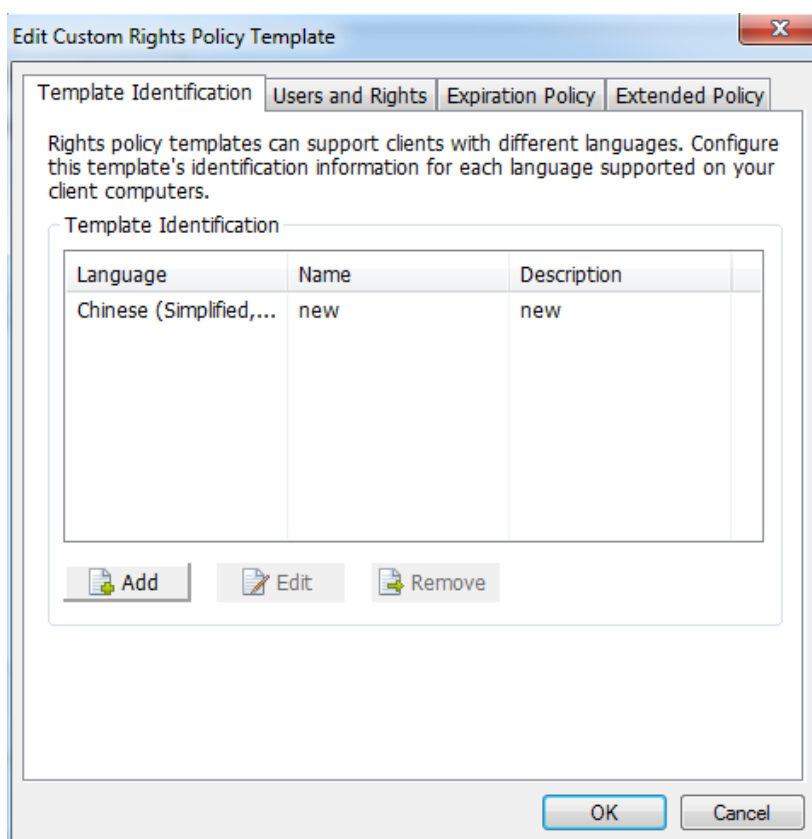 Edit Custom Rights Policy Template
Template Identification Users and Rights Expiration Policy Extended Policy
Rights policy templates can support clients with different languages. Configure
this template's identification information for each language supported on your
client computers.
Template Identification
Language Name Description
Chinese (Simplified,... new new
Add Edit Remove
OK Cancel